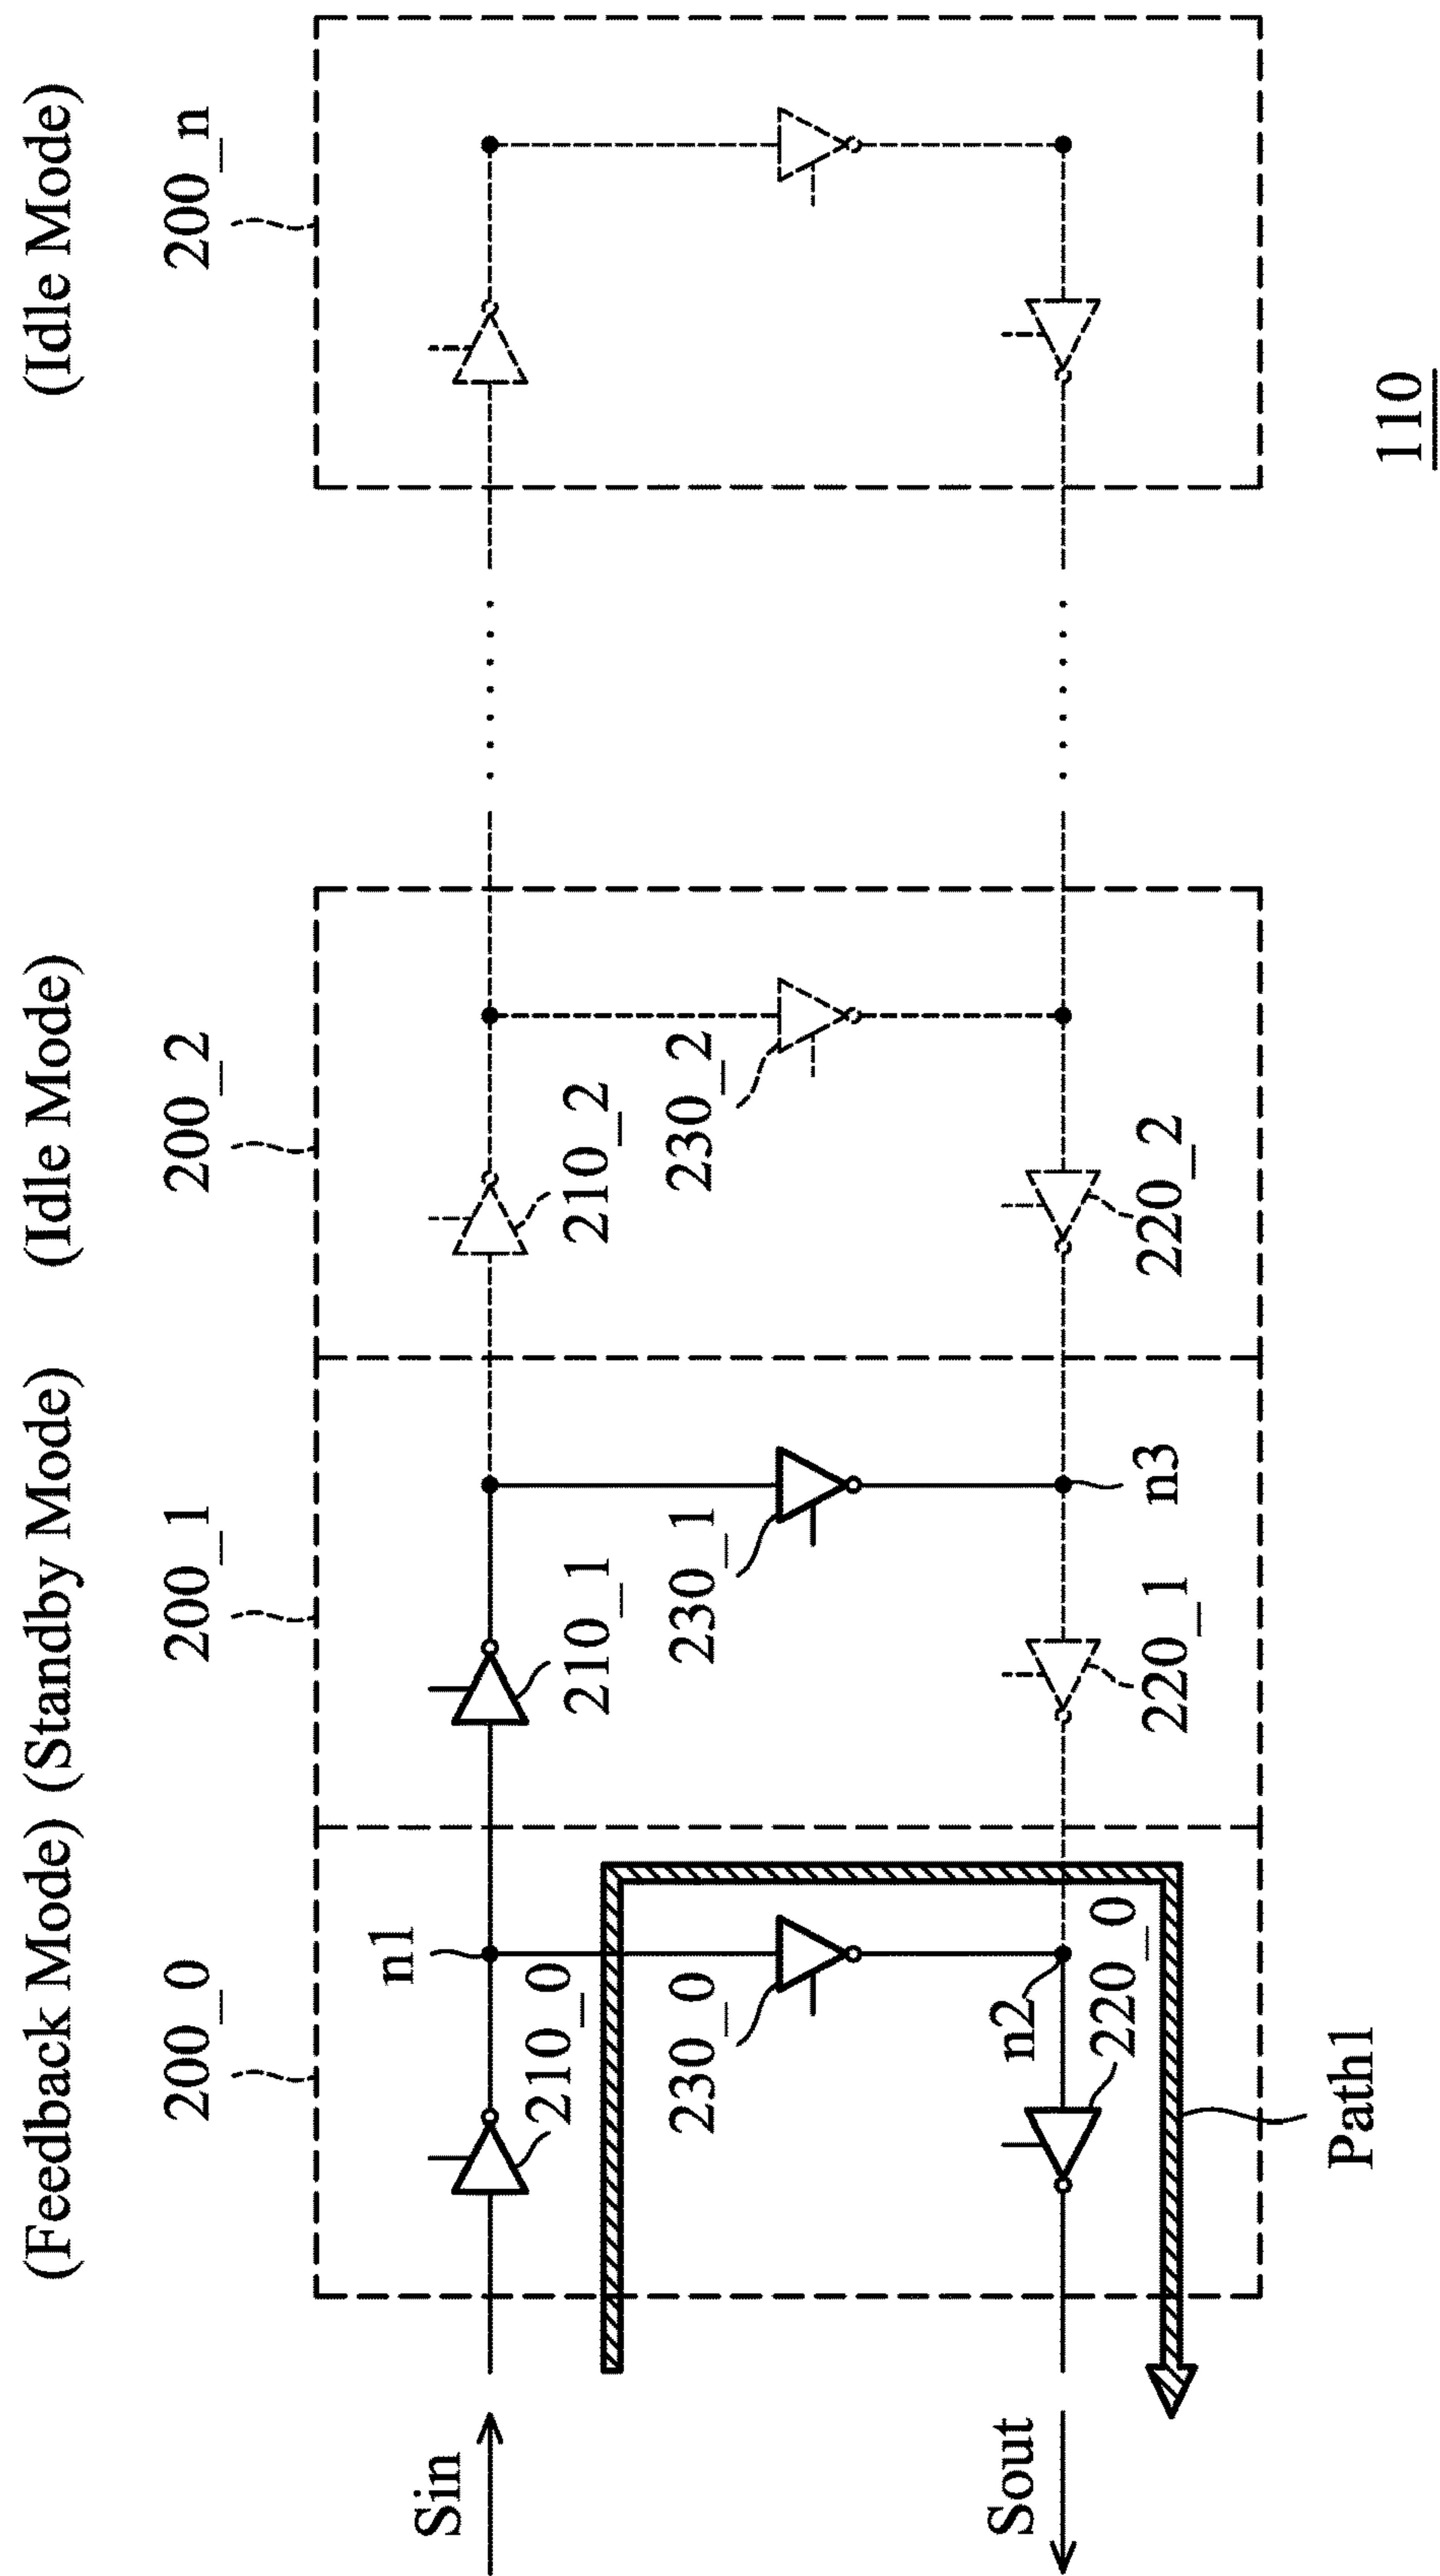 (Feedback Mode) (Standby Mode) (Idle Mode) (Idle Mode)
200_0 200_1 200_2 200_n
Sin
n1
210_0 210_1 210_2
230_0 230_1 230_2
Sout
n2
220_0 220_1 220_2
n3
Path1
110